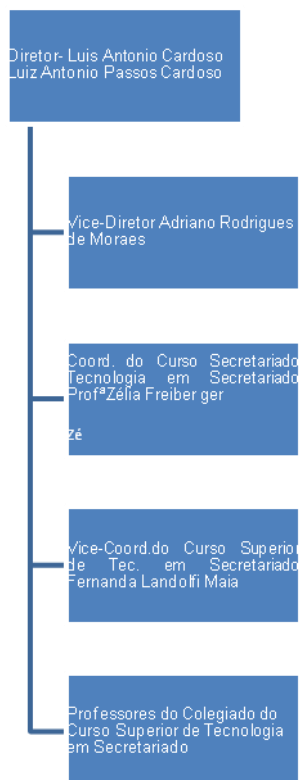 Diretor- Luis Antonio Cardoso
Luiz Antonio Passos Cardoso
Vice-Diretor Adriano Rodrigues
de Moraes
Coord. do Curso Secretariado
Tecnologia em Secretariado
ProfªZélia Freiber ger
Zé
Vice-Coord.do Curso Superior
de Tec. em Secretariado
Fernanda Landolfi Maia
Professores do Colegiado do
Curso Superior de Tecnologia
em Secretariado